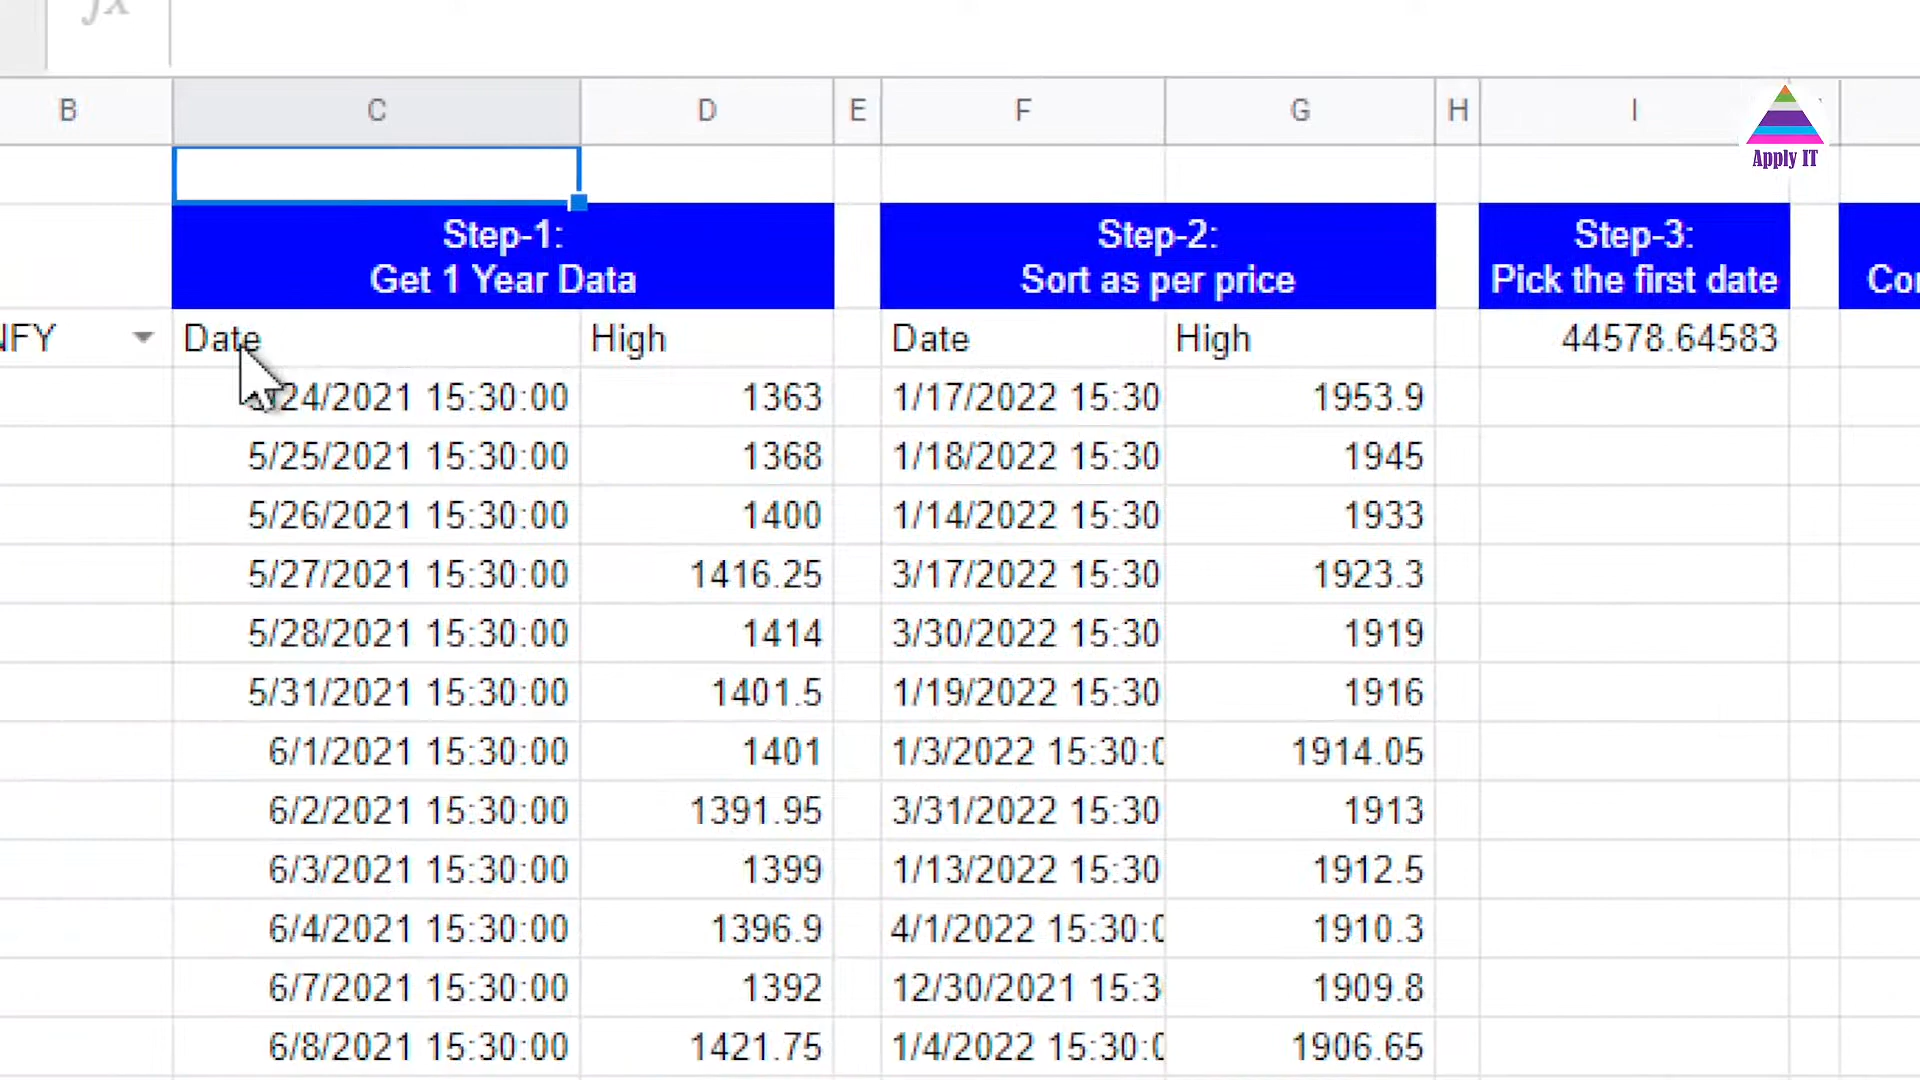 fx
B C D E F G H I
Apply IT
Step-1:
Get 1 Year Data
Step-2:
Sort as per price
Step-3:
Pick the first date
NFY Date High Date High 44578.64583
24/2021 15:30:00 1363 1/17/2022 15:30 1953.9
5/25/2021 15:30:00 1368 1/18/2022 15:30 1945
5/26/2021 15:30:00 1400 1/14/2022 15:30 1933
5/27/2021 15:30:00 1416.25 3/17/2022 15:30 1923.3
5/28/2021 15:30:00 1414 3/30/2022 15:30 1919
5/31/2021 15:30:00 1401.5 1/19/2022 15:30 1916
6/1/2021 15:30:00 1401 1/3/2022 15:30:0 1914.05
6/2/2021 15:30:00 1391.95 3/31/2022 15:30 1913
6/3/2021 15:30:00 1399 1/13/2022 15:30 1912.5
6/4/2021 15:30:00 1396.9 4/1/2022 15:30:0 1910.3
6/7/2021 15:30:00 1392 12/30/2021 15:3 1909.8
6/8/2021 15:30:00 1421.75 1/4/2022 15:30:0 1906.65